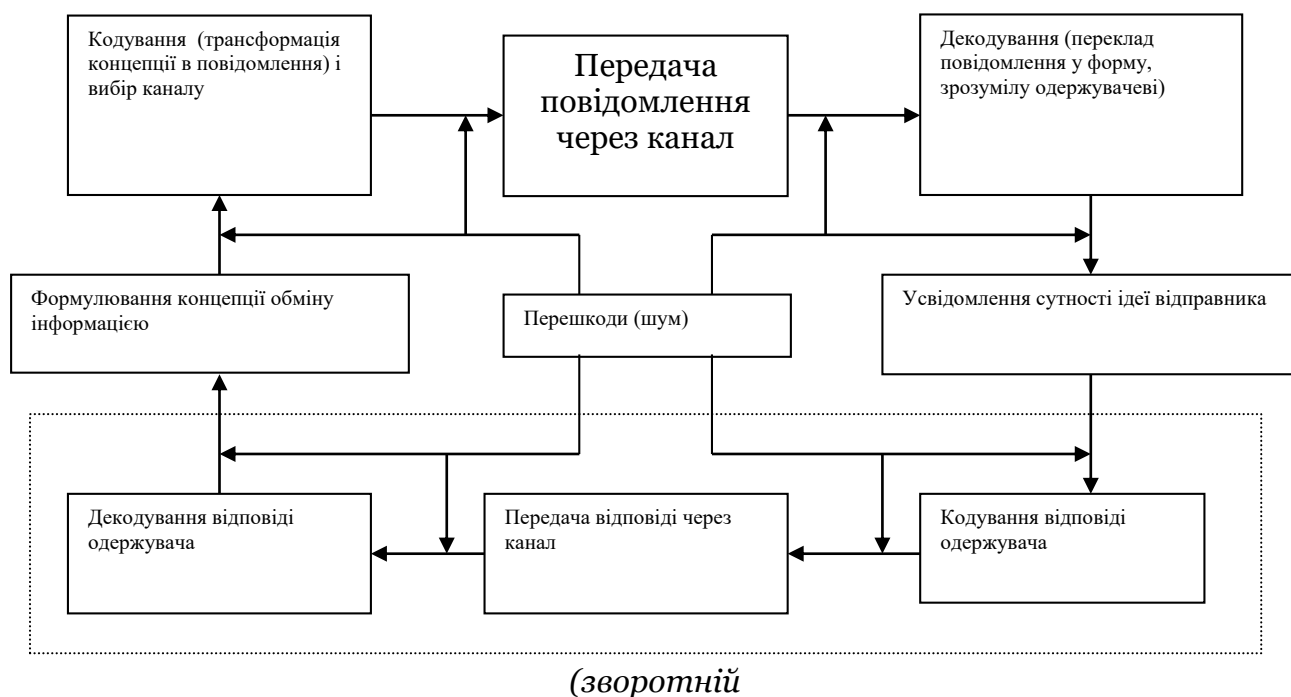 Кодування (трансформація
концепції в повідомлення) і
вибір каналу
Передача
повідомлення
через канал
Декодування (переклад
повідомлення у форму,
зрозумілу одержувачеві)
Формулювання концепції обміну
інформацією
Перешкоди (шум)
Усвідомлення сутності ідеї відправника
Декодування відповіді
одержувача
Передача відповіді через
канал
Кодування відповіді
одержувача
(зворотній